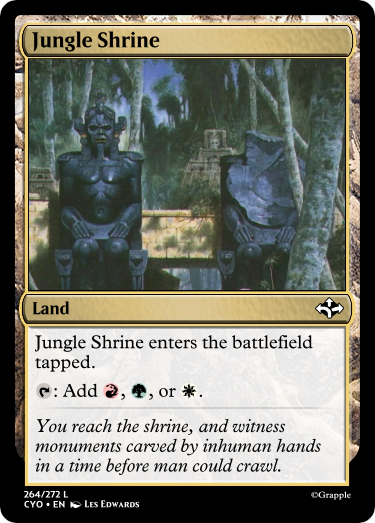 Jungle Shrine
Land
Jungle Shrine enters the battlefield
tapped.
: Add , , or .
You reach the shrine, and witness
monuments carved by inhuman hands
in a time before man could crawl.
264/272 L
CYO • EN Les Edwards
©Grapple